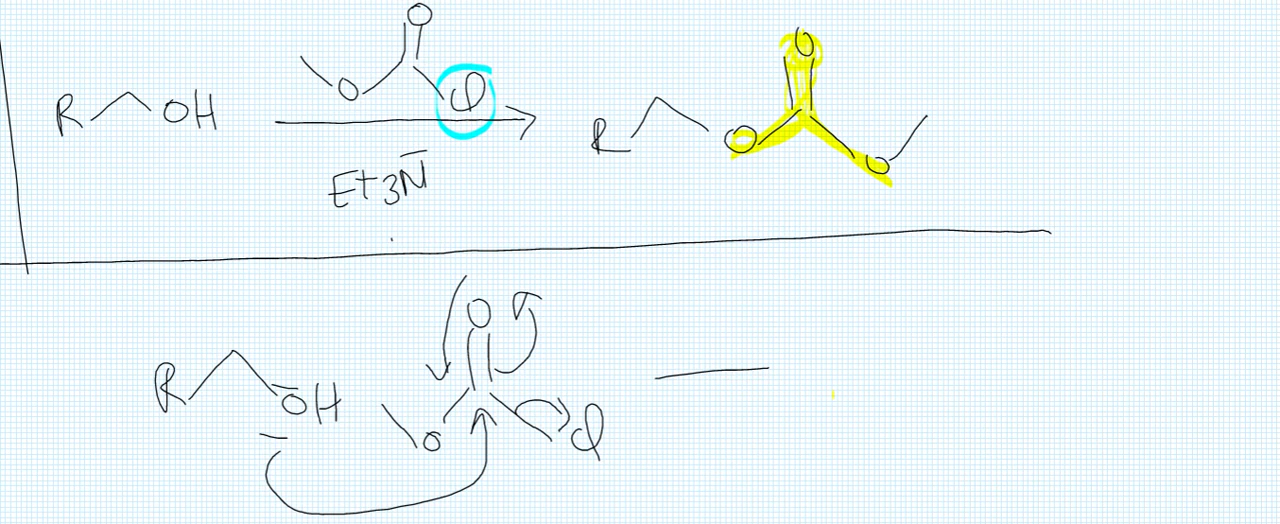 O
R OH O Cl R O O O
Et3N
O
R OH O Cl